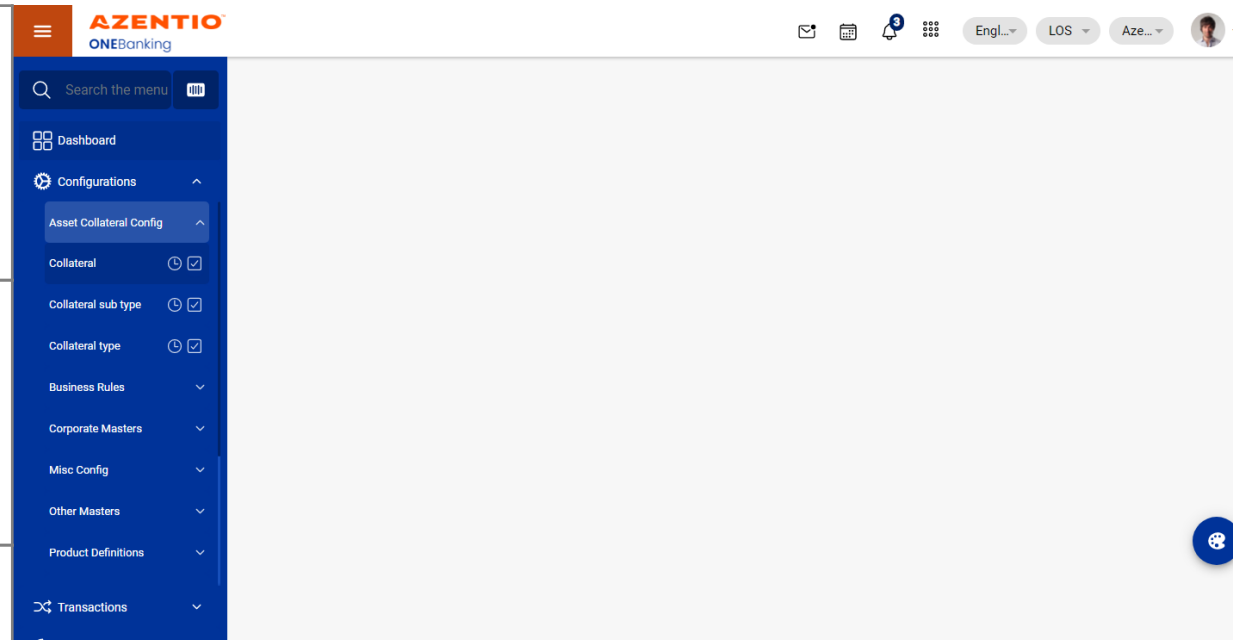 AZENTIO
ONEBanking
3
Engl...
LOS
Aze...
Search the menu
Dashboard
Configurations
Asset Collateral Config
Collateral
Collateral sub type
Collateral type
Business Rules
Corporate Masters
Misc Config
Other Masters
Product Definitions
Transactions